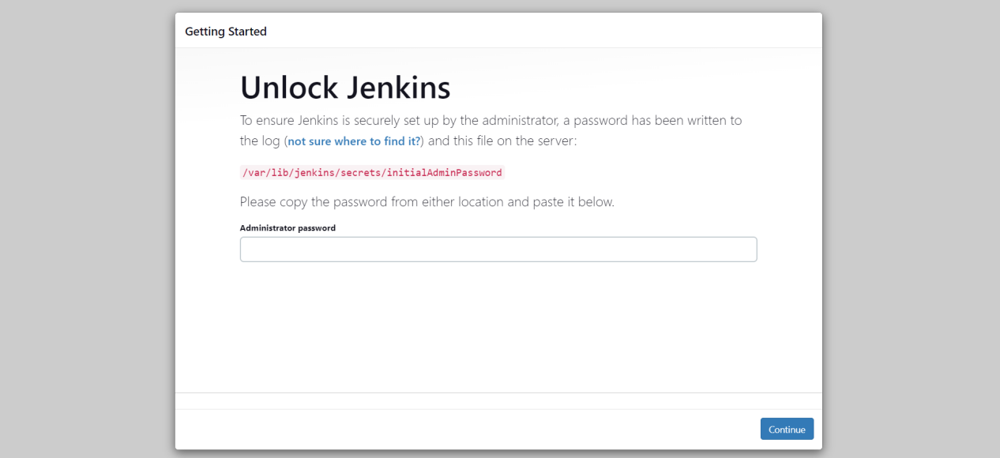 Getting Started
Unlock Jenkins
To ensure Jenkins is securely set up by the administrator, a password has been written to
the log (not sure where to find it?) and this file on the server:
/var/lib/jenkins/secrets/initialAdminPassword
Please copy the password from either location and paste it below.
Administrator password
Continue